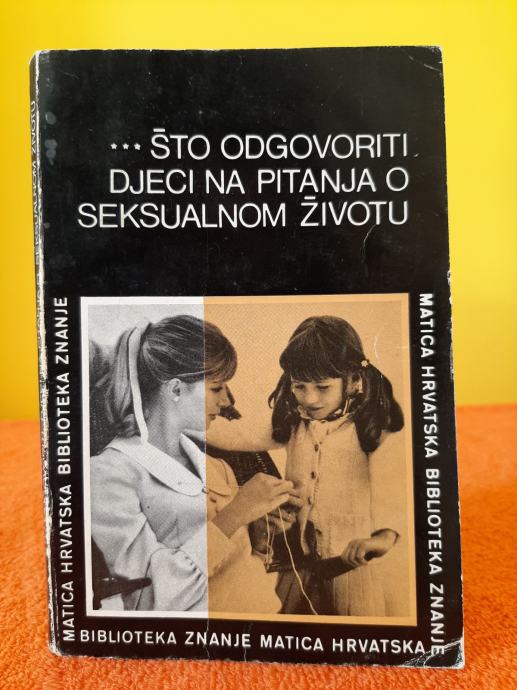 ... ŠTO ODGOVORITI
DJECI NA PITANJA O
SEKSUALNOM ŽIVOTU
MATICA HRVATSKA BIBLIOTEKA ZNANJE
MATICA HRVATSKA BIBLIOTEKA ZNANJE
BIBLIOTEKA ZNANJE MATICA HRVATSKA